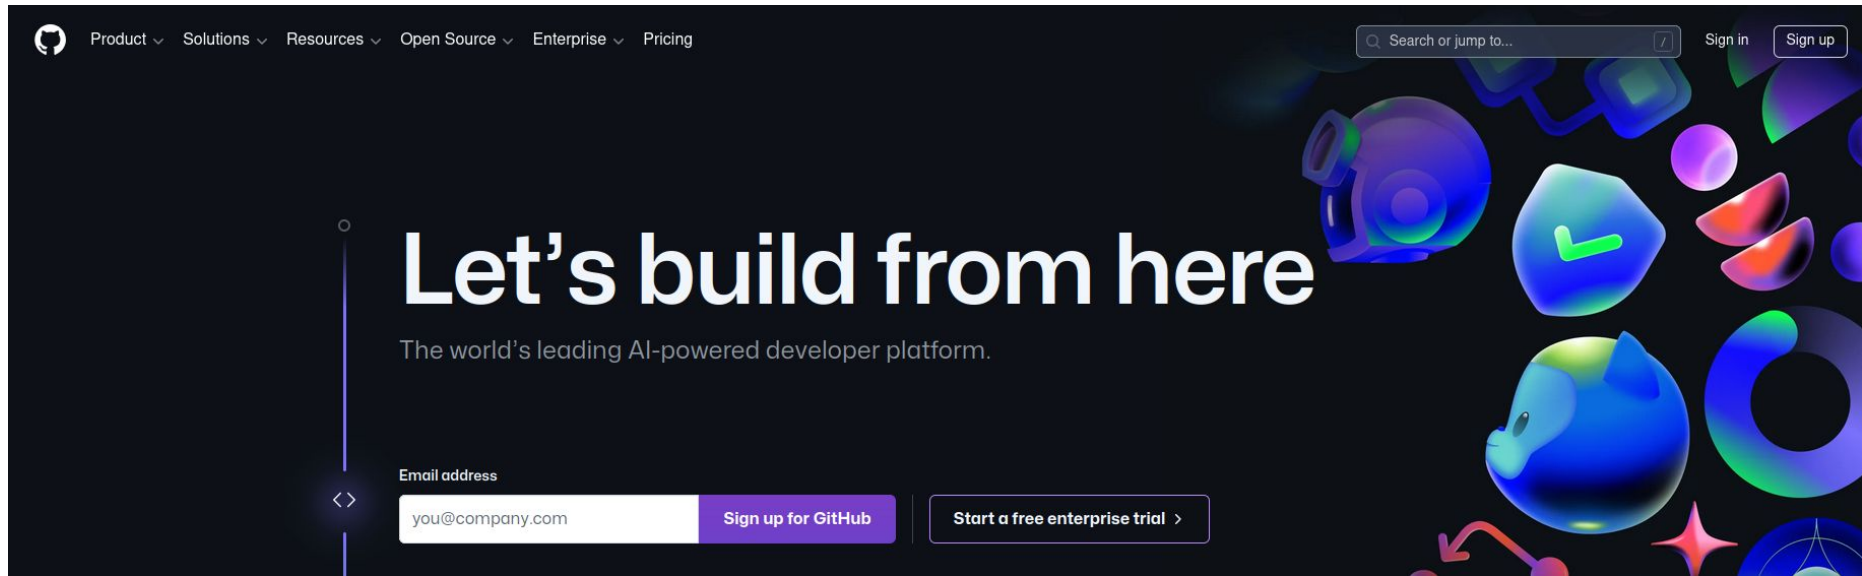 Product Solutions Resources Open Source Enterprise Pricing Search or jump to... / Sign in Sign up
Let’s build from here
The world’s leading AI-powered developer platform.
Email address
you@company.com Sign up for GitHub Start a free enterprise trial